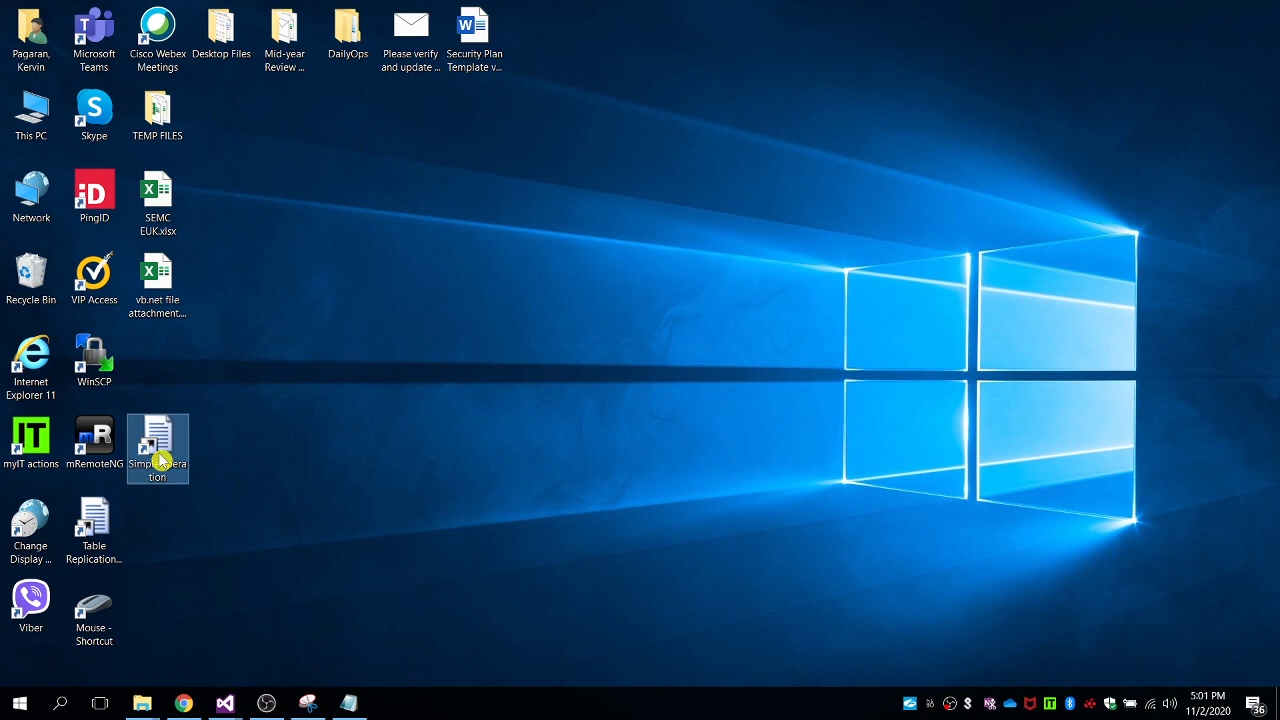 Pagaran,
Kervin
Microsoft
Teams
Cisco Webex
Meetings
Desktop Files
Mid-year
Review ...
DailyOps
Please verify
and update ...
Security Plan
Template v...
This PC
Skype
TEMP FILES
Network
PingID
SEMC
EUK.xlsx
Recycle Bin
VIP Access
vb.net file
attachment....
Internet
Explorer 11
WinSCP
myIT actions
mRemoteNG
tion
Change
Display ...
Table
Replication...
Viber
Mouse -
Shortcut
5:01 PM
11/2/2020
36